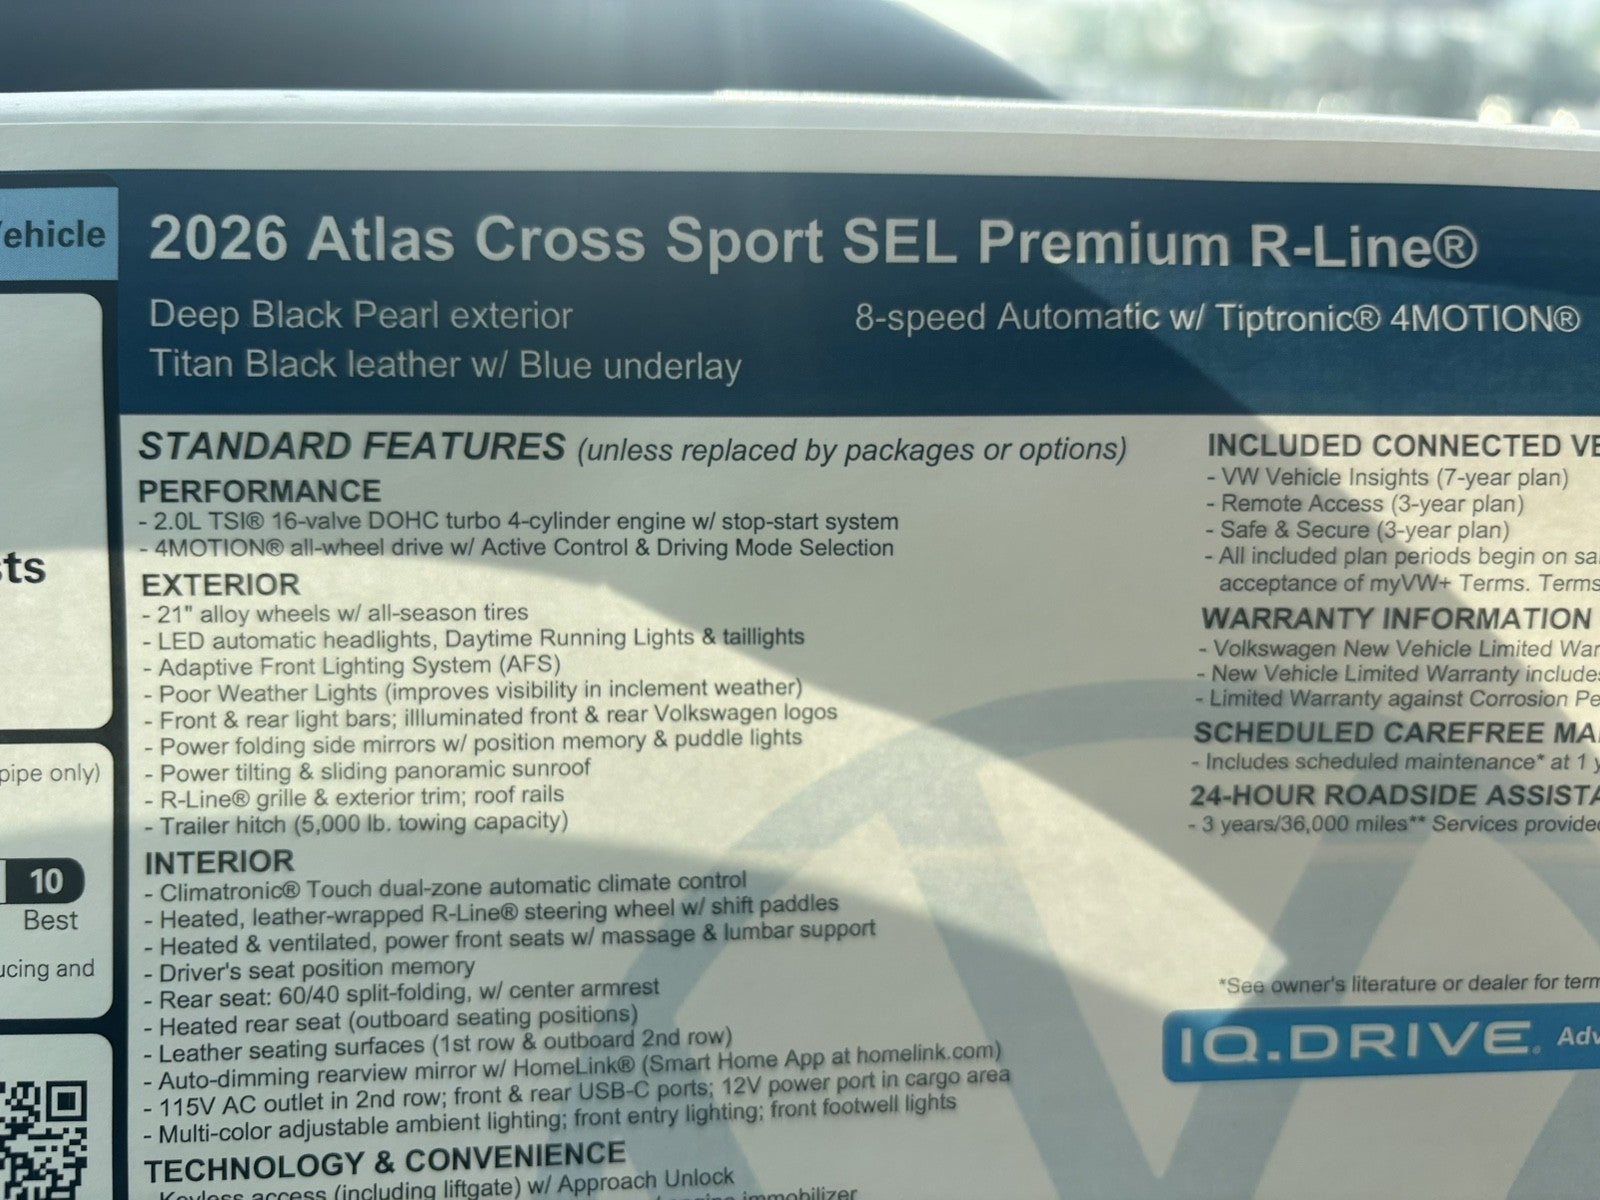 ehicle
2026 Atlas Cross Sport SEL Premium R-Line®
Deep Black Pearl exterior
8-speed Automatic w/ Tiptronic® 4MOTION®
Titan Black leather w/ Blue underlay
STANDARD FEATURES (unless replaced by packages or options)
PERFORMANCE
- 2.0L TSI® 16-valve DOHC turbo 4-cylinder engine w/ stop-start system
- 4MOTION® all-wheel drive w/ Active Control & Driving Mode Selection
EXTERIOR
- 21" alloy wheels w/ all-season tires
- LED automatic headlights, Daytime Running Lights & taillights
- Adaptive Front Lighting System (AFS)
- Poor Weather Lights (improves visibility in inclement weather)
- Front & rear light bars; illluminated front & rear Volkswagen logos
- Power folding side mirrors w/ position memory & puddle lights
- Power tilting & sliding panoramic sunroof
- R-Line® grille & exterior trim; roof rails
- Trailer hitch (5,000 lb. towing capacity)
INTERIOR
- Climatronic® Touch dual-zone automatic climate control
- Heated, leather-wrapped R-Line® steering wheel w/ shift paddles
- Heated & ventilated, power front seats w/ massage & lumbar support
- Driver's seat position memory
- Rear seat: 60/40 split-folding, w/ center armrest
- Heated rear seat (outboard seating positions)
- Leather seating surfaces (1st row & outboard 2nd row)
- Auto-dimming rearview mirror w/ HomeLink® (Smart Home App at homelink.com)
- 115V AC outlet in 2nd row; front & rear USB-C ports; 12V power port in cargo area
- Multi-color adjustable ambient lighting; front entry lighting; front footwell lights
TECHNOLOGY & CONVENIENCE
Keyless access (including liftgate) w/ Approach Unlock
immobilizer
INCLUDED CONNECTED VE
- VW Vehicle Insights (7-year plan)
- Remote Access (3-year plan)
- Safe & Secure (3-year plan)
- All included plan periods begin on sa
acceptance of myVW+ Terms. Terms
WARRANTY INFORMATION
- Volkswagen New Vehicle Limited War
- New Vehicle Limited Warranty includes
- Limited Warranty against Corrosion Pe
SCHEDULED CAREFREE MA
- Includes scheduled maintenance* at 1 y
24-HOUR ROADSIDE ASSISTA
- 3 years/36,000 miles** Services provided
*See owner's literature or dealer for term
IQ.DRIVE® Adv
ts
pipe only)
10
Best
ucing and